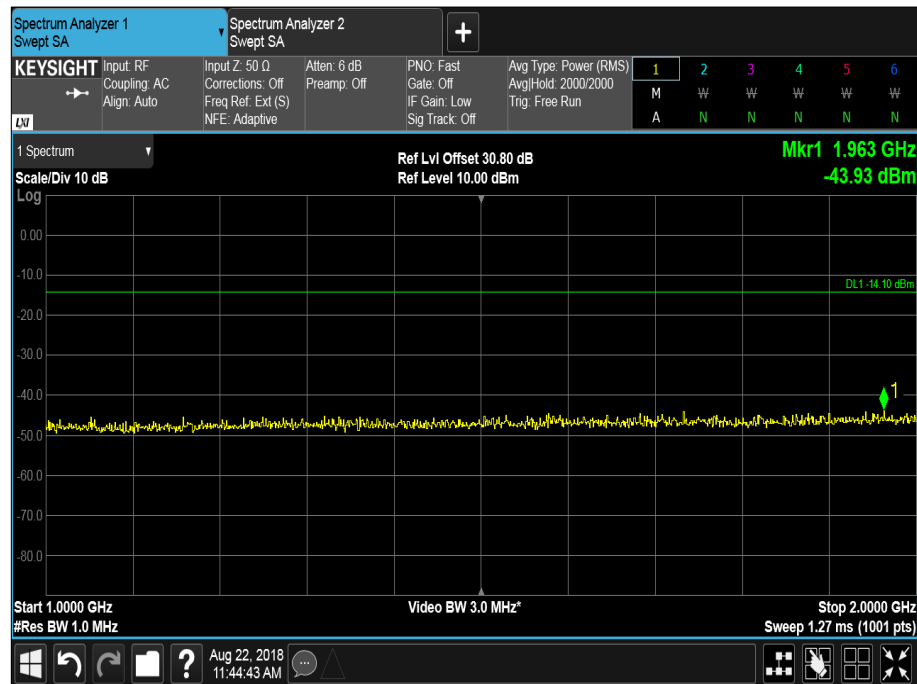 Spectrum Analyzer 1
Swept SA
Spectrum Analyzer 2
Swept SA
+
KEYSIGHT
LXI
Input: RF
Coupling: AC
Align: Auto
Input Z: 50 Ω
Corrections: Off
Freq Ref: Ext (S)
NFE: Adaptive
Atten: 6 dB
Preamp: Off
PNO: Fast
Gate: Off
IF Gain: Low
Sig Track: Off
Avg Type: Power (RMS)
Avg|Hold: 2000/2000
Trig: Free Run
1 2 3 4 5 6
M W W W W W
A N N N N N
1 Spectrum
Scale/Div 10 dB
Ref Lvl Offset 30.80 dB
Ref Level 10.00 dBm
Mkr1 1.963 GHz
-43.93 dBm
Log
0.00
-10.0
DL1 -14.10 dBm
-20.0
-30.0
-40.0
1
-50.0
-60.0
-70.0
-80.0
Start 1.0000 GHz
#Res BW 1.0 MHz
Video BW 3.0 MHz*
Stop 2.0000 GHz
Sweep 1.27 ms (1001 pts)
?
Aug 22, 2018
11:44:43 AM